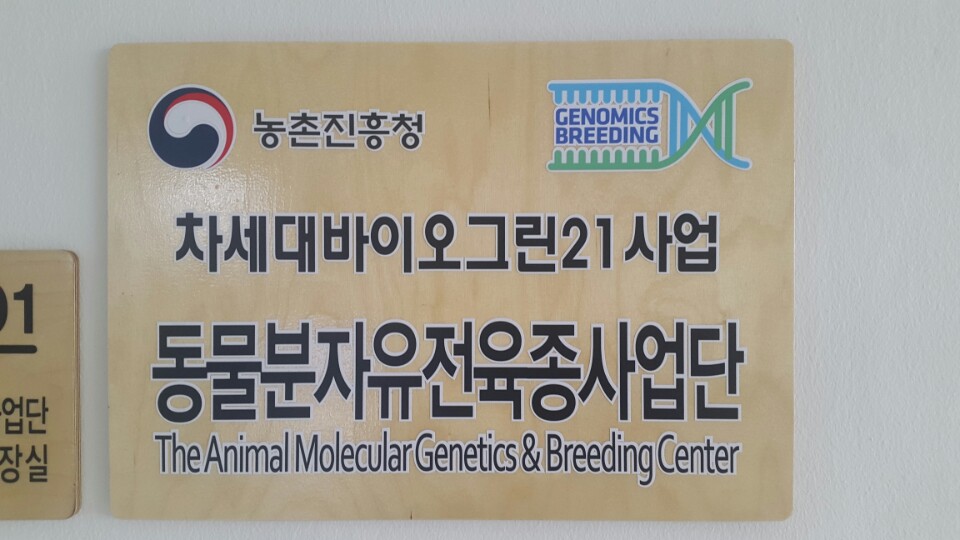 농촌진흥청
GENOMICS
BREEDING
차세대바이오그린21사업
동물분자유전육종사업단
The Animal Molecular Genetics & Breeding Center
01
업단
장실